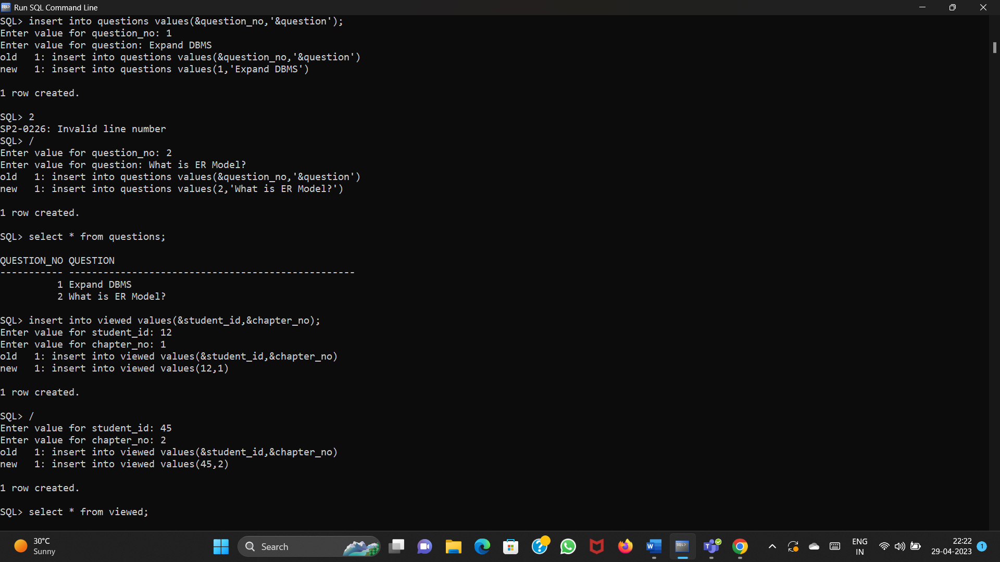 Run SQL Command Line
SQL> insert into questions values(&question_no,'&question');
Enter value for question_no: 1
Enter value for question: Expand DBMS
old   1: insert into questions values(&question_no,'&question')
new   1: insert into questions values(1,'Expand DBMS')
1 row created.
SQL> 2
SP2-0226: Invalid line number
SQL> /
Enter value for question_no: 2
Enter value for question: What is ER Model?
old   1: insert into questions values(&question_no,'&question')
new   1: insert into questions values(2,'What is ER Model?')
1 row created.
SQL> select * from questions;
QUESTION_NO QUESTION
----------- --------------------------------------------------
          1 Expand DBMS
          2 What is ER Model?
SQL> insert into viewed values(&student_id,&chapter_no);
Enter value for student_id: 12
Enter value for chapter_no: 1
old   1: insert into viewed values(&student_id,&chapter_no)
new   1: insert into viewed values(12,1)
1 row created.
SQL> /
Enter value for student_id: 45
Enter value for chapter_no: 2
old   1: insert into viewed values(&student_id,&chapter_no)
new   1: insert into viewed values(45,2)
1 row created.
SQL> select * from viewed;
30°C
Sunny
Search
ENG
IN
22:22
29-04-2023
1